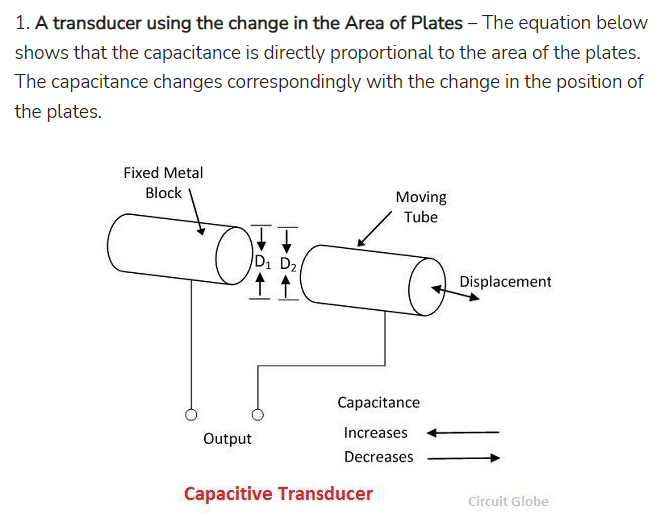 1. A transducer using the change in the Area of Plates – The equation below
shows that the capacitance is directly proportional to the area of the plates.
The capacitance changes correspondingly with the change in the position of
the plates.
Fixed Metal
Block
Moving
Tube
D₁ D₂
Displacement
Capacitance
Increases
Decreases
Output
Capacitive Transducer
Circuit Globe